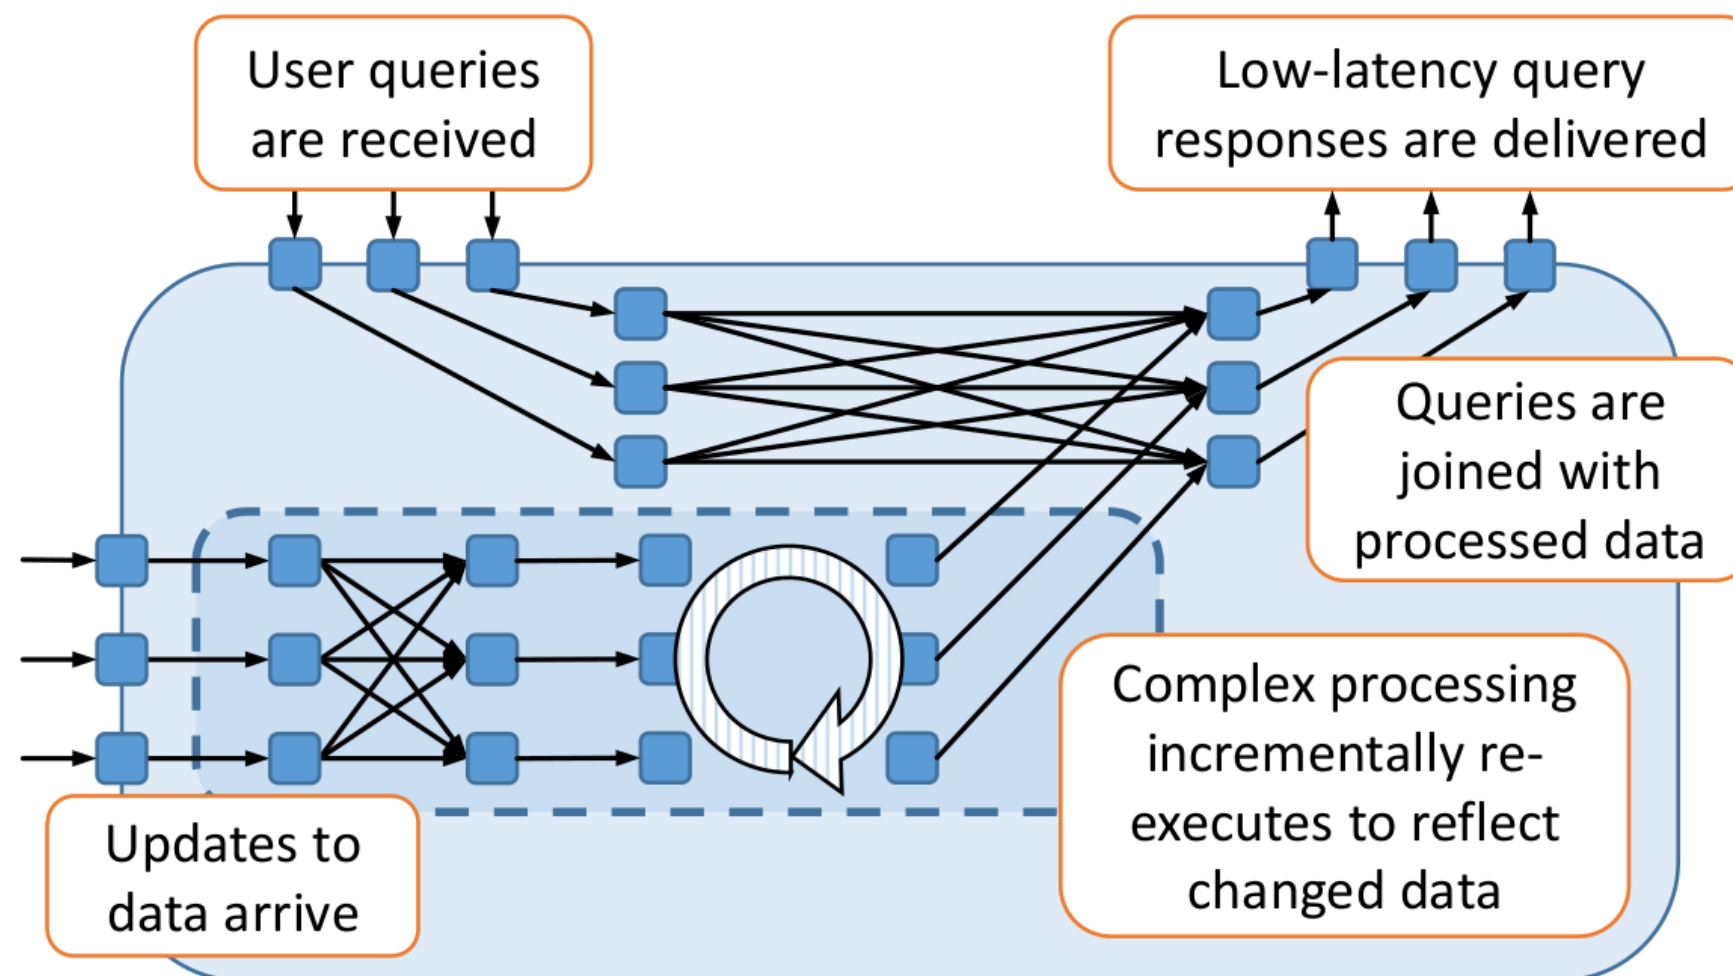 User queries
are received
Low-latency query
responses are delivered
Queries are
joined with
processed data
Complex processing
incrementally re-
executes to reflect
changed data
Updates to
data arrive